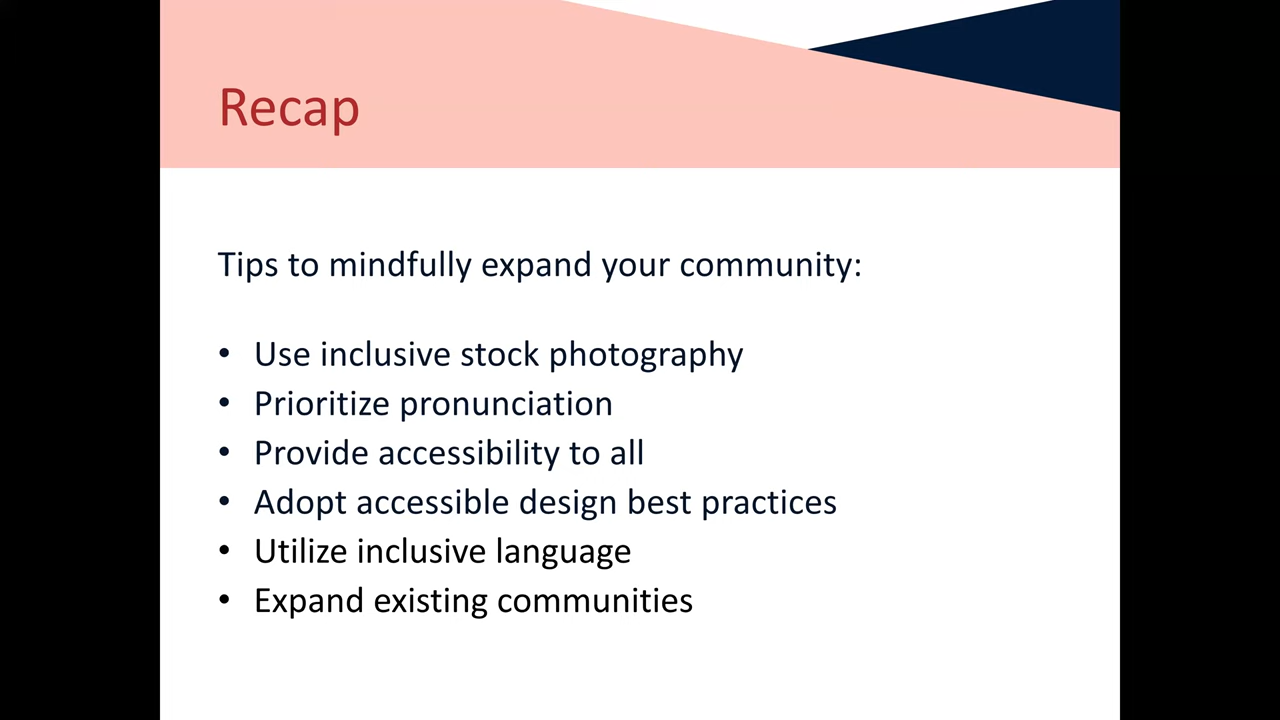 Recap
Tips to mindfully expand your community:
• Use inclusive stock photography
• Prioritize pronunciation
• Provide accessibility to all
• Adopt accessible design best practices
• Utilize inclusive language
• Expand existing communities